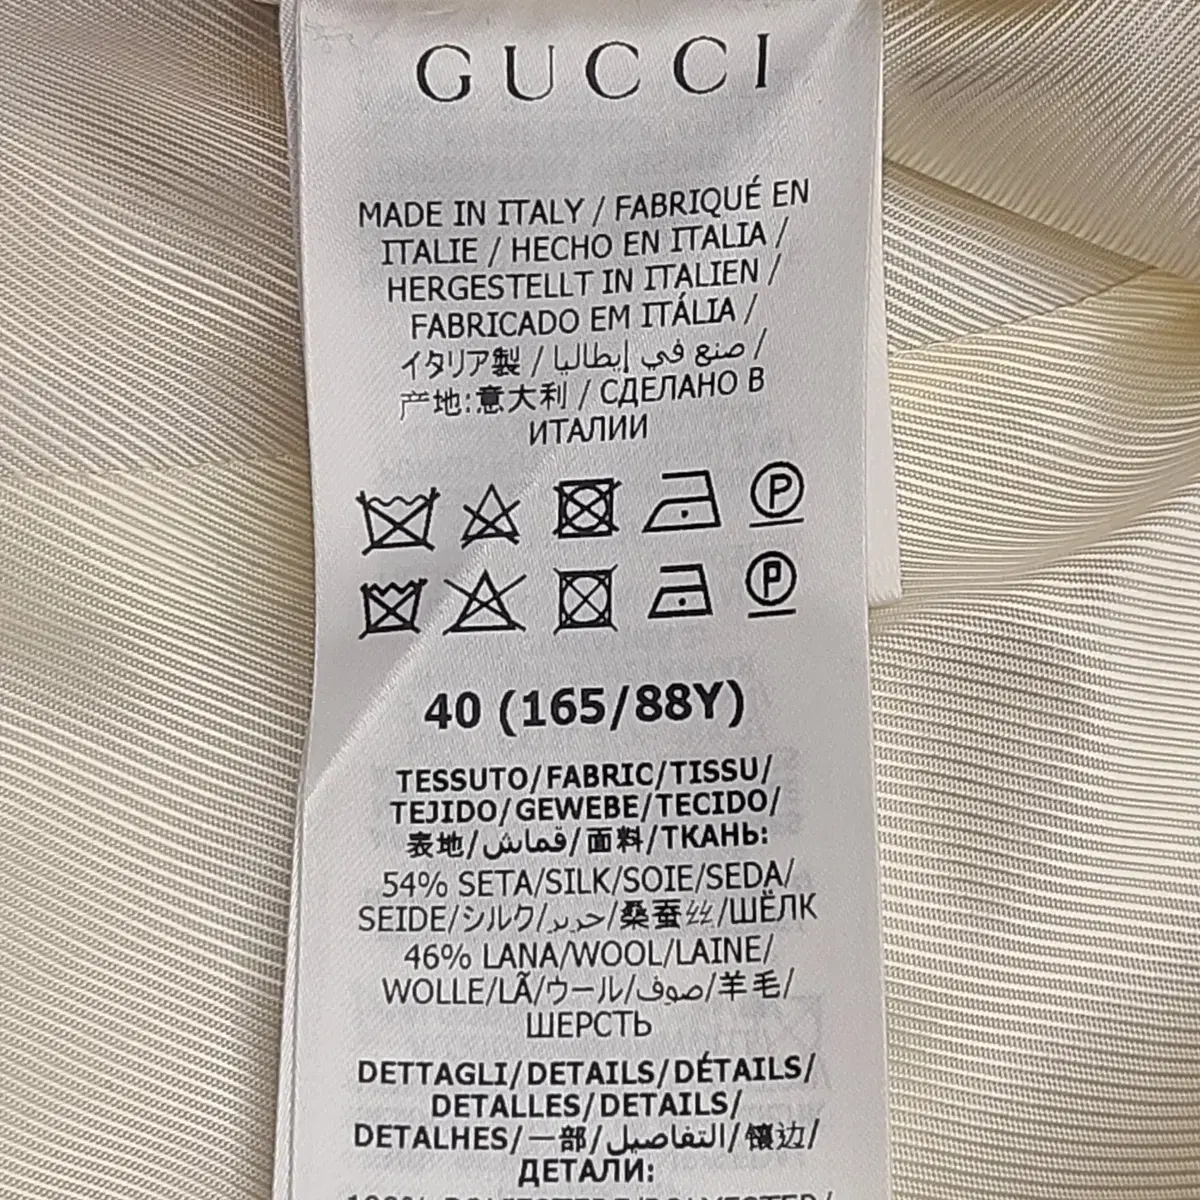 GUCCI
MADE IN ITALY / FABRIQUÉ EN
ITALIE / HECHO EN ITALIA /
HERGESTELLT IN ITALIEN /
FABRICADO EM ITÁLIA /
イタリア製 / صنع في إيطاليا /
产地:意大利 / СДЕЛАНО В
ИТАЛИИ
P
P
40 (165/88Y)
TESSUTO/FABRIC/TISSU/
TEJIDO/GEWEBE/TECIDO/
表地/قماش/面料/ТКАНЬ:
54% SETA/SILK/SOIE/SEDA/
SEIDE/シルク/حرير/桑蚕丝/ШЁЛК
46% LANA/WOOL/LAINE/
WOLLE/LÃ/ウール/صوف/羊毛/
ШЕРСТЬ
DETTAGLI/DETAILS/DÉTAILS/
DETALLES/DETAILS/
DETALHES/一部/التفاصيل/镶边/
ДЕТАЛИ:
100% POLIESTERE/POLYESTER/